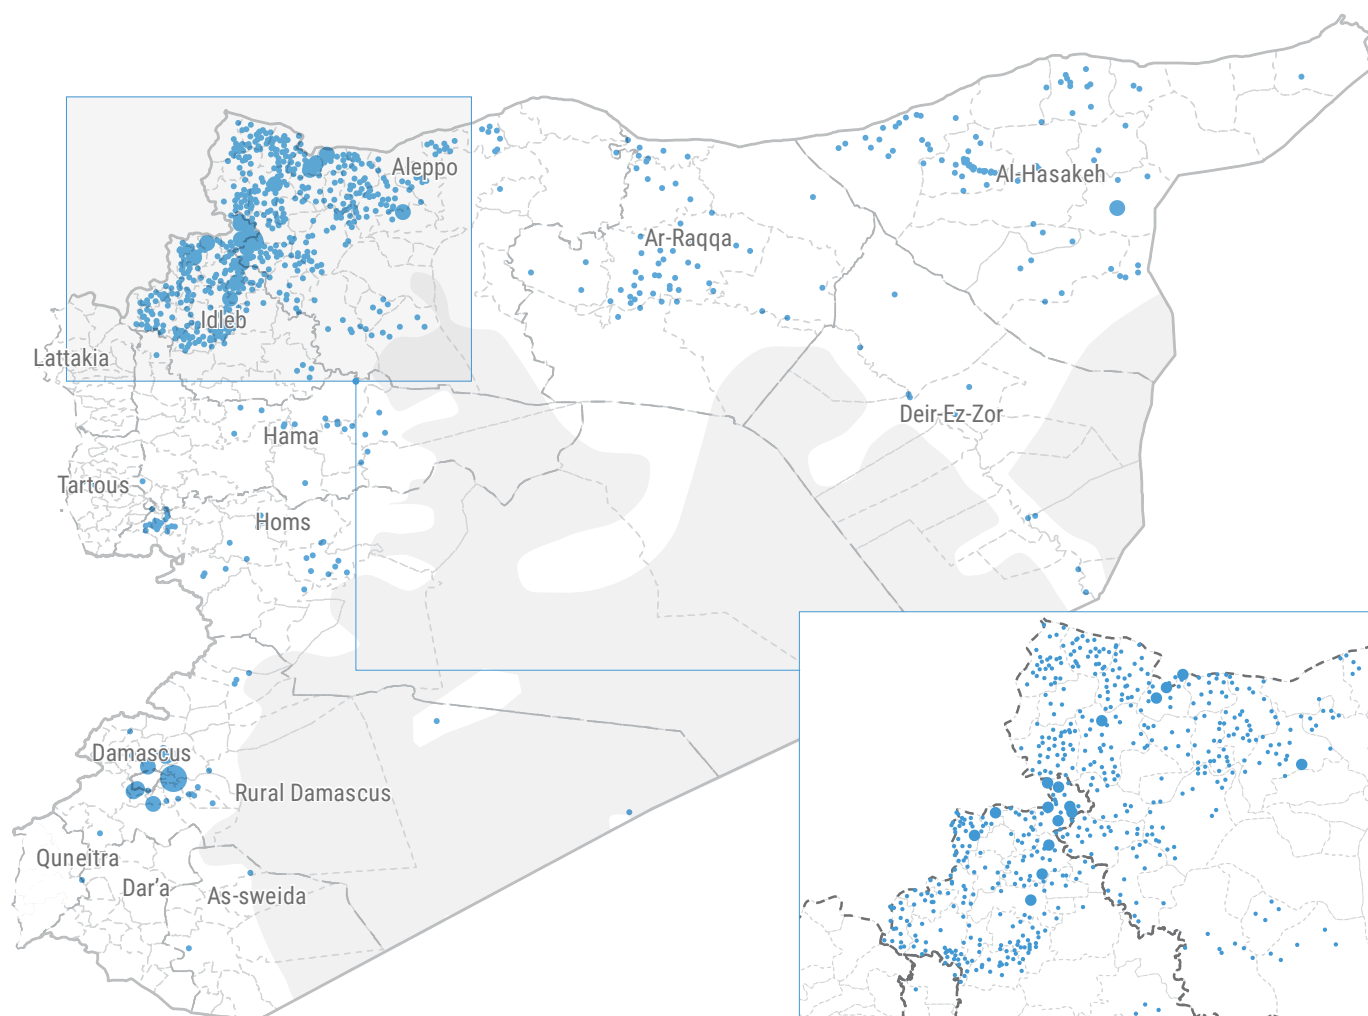 Aleppo
Al-Hasakeh
Ar-Raqqa
Idleb
Lattakia
Deir-Ez-Zor
Hama
Tartous
Homs
Damascus
Rural Damascus
Quneitra
Dar'a
As-sweida